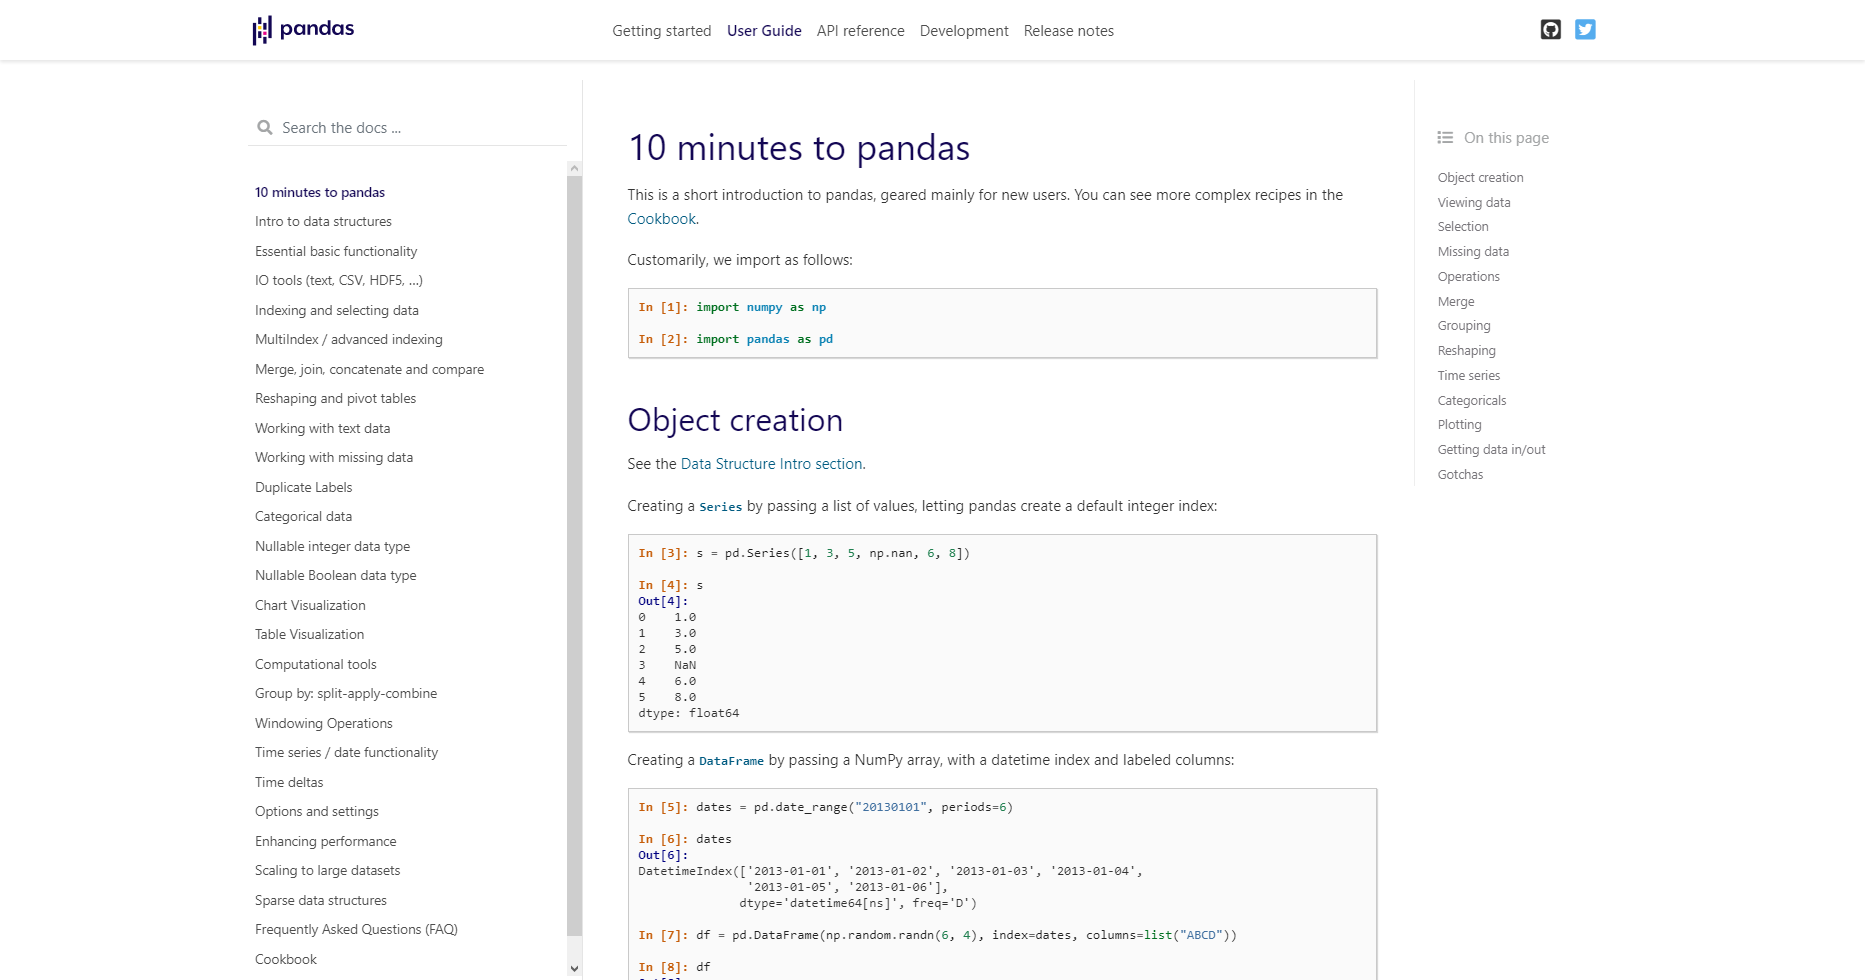 pandas
Getting started
User Guide
API reference
Development
Release notes
Search the docs ...
10 minutes to pandas
Intro to data structures
Essential basic functionality
IO tools (text, CSV, HDF5, …)
Indexing and selecting data
MultiIndex / advanced indexing
Merge, join, concatenate and compare
Reshaping and pivot tables
Working with text data
Working with missing data
Duplicate Labels
Categorical data
Nullable integer data type
Nullable Boolean data type
Chart Visualization
Table Visualization
Computational tools
Group by: split-apply-combine
Windowing Operations
Time series / date functionality
Time deltas
Options and settings
Enhancing performance
Scaling to large datasets
Sparse data structures
Frequently Asked Questions (FAQ)
Cookbook
10 minutes to pandas
This is a short introduction to pandas, geared mainly for new users. You can see more complex recipes in the
Cookbook.
Customarily, we import as follows:
In [1]: import numpy as np
In [2]: import pandas as pd
Object creation
See the Data Structure Intro section.
Creating a Series by passing a list of values, letting pandas create a default integer index:
In [3]: s = pd.Series([1, 3, 5, np.nan, 6, 8])
In [4]: s
Out[4]:
0    1.0
1    3.0
2    5.0
3    NaN
4    6.0
5    8.0
dtype: float64
Creating a DataFrame by passing a NumPy array, with a datetime index and labeled columns:
In [5]: dates = pd.date_range("20130101", periods=6)
In [6]: dates
Out[6]:
DatetimeIndex(['2013-01-01', '2013-01-02', '2013-01-03', '2013-01-04',
               '2013-01-05', '2013-01-06'],
              dtype='datetime64[ns]', freq='D')
In [7]: df = pd.DataFrame(np.random.randn(6, 4), index=dates, columns=list("ABCD"))
In [8]: df
On this page
Object creation
Viewing data
Selection
Missing data
Operations
Merge
Grouping
Reshaping
Time series
Categoricals
Plotting
Getting data in/out
Gotchas